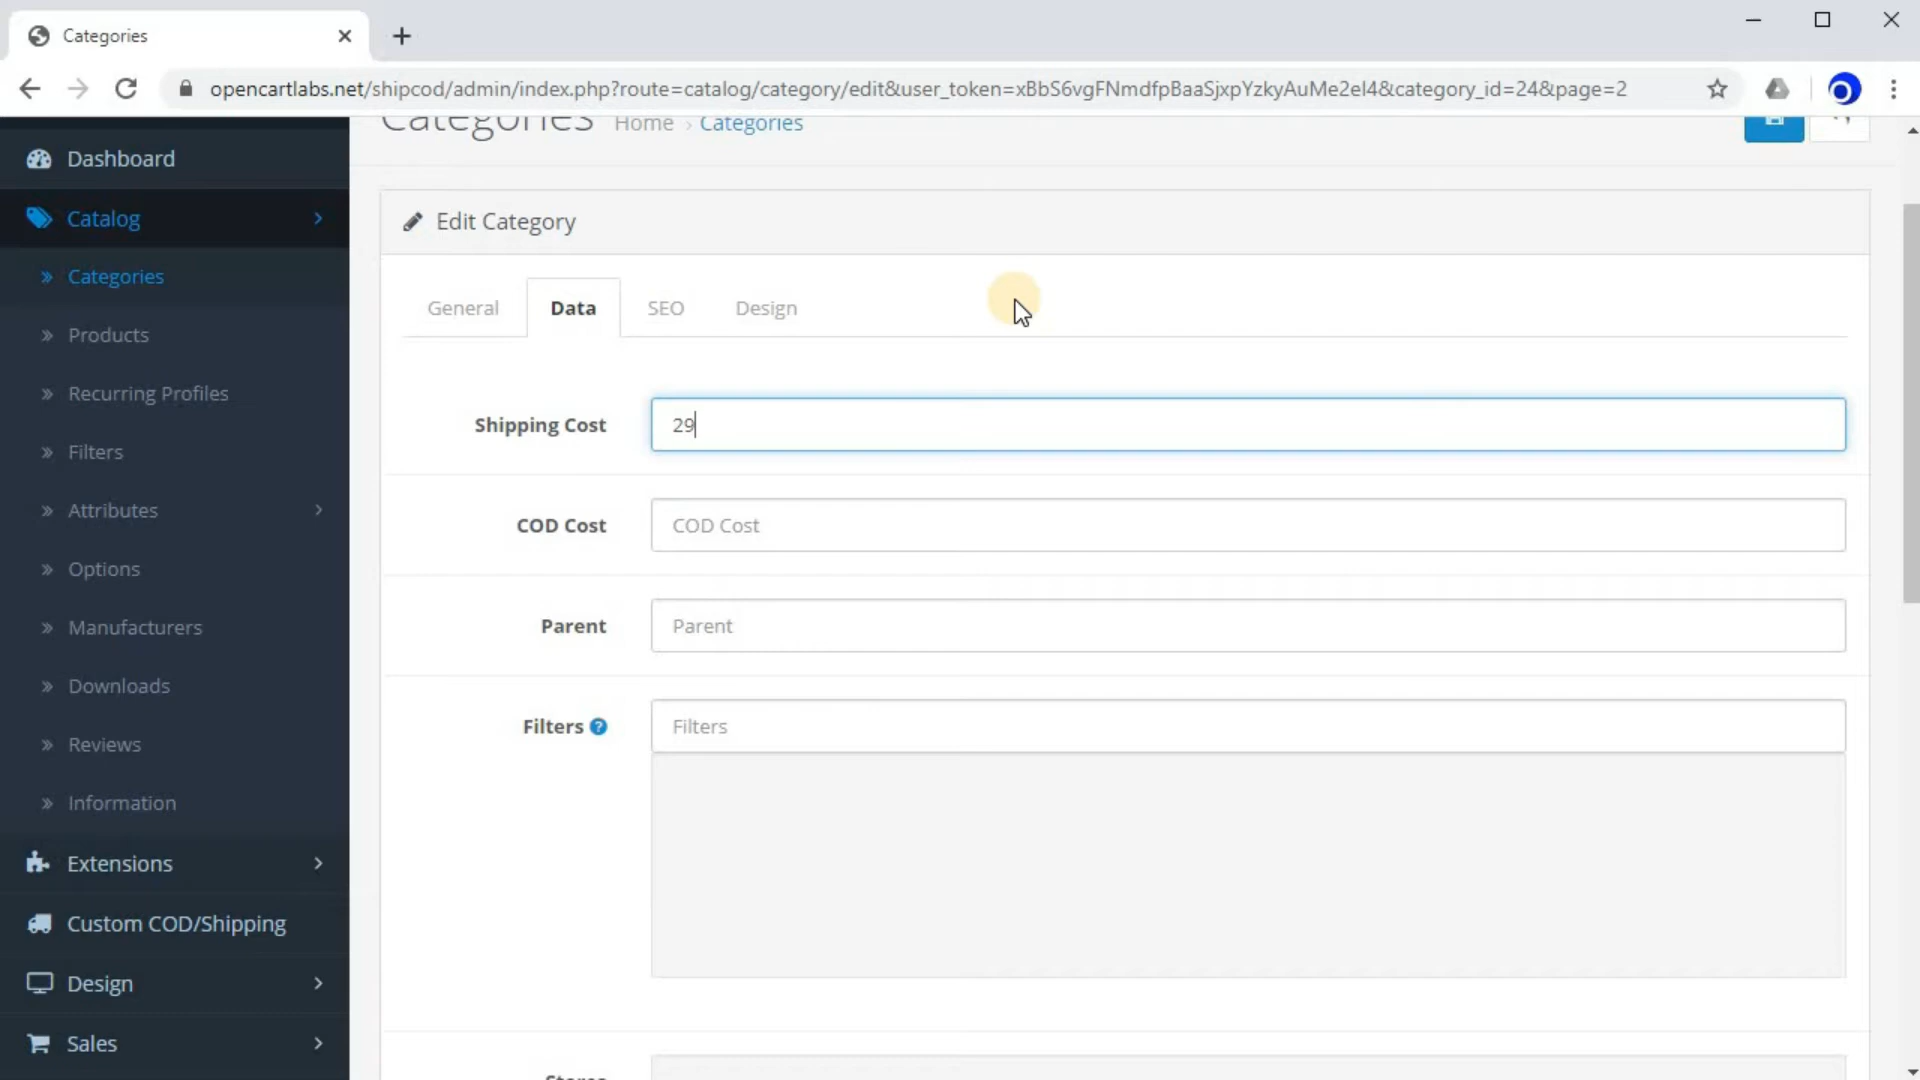 Categories
opencartlabs.net/shipcod/admin/index.php?route=catalog/category/edit&user_token=xBbS6vgFNmdfpBaaSjxpYzkyAuMe2el4&category_id=24&page=2
Categories Home › Categories
Dashboard
Catalog
Categories
Products
Recurring Profiles
Filters
Attributes
Options
Manufacturers
Downloads
Reviews
Information
Extensions
Custom COD/Shipping
Design
Sales
Edit Category
General Data SEO Design
Shipping Cost 29
COD Cost COD Cost
Parent Parent
Filters Filters
Stores